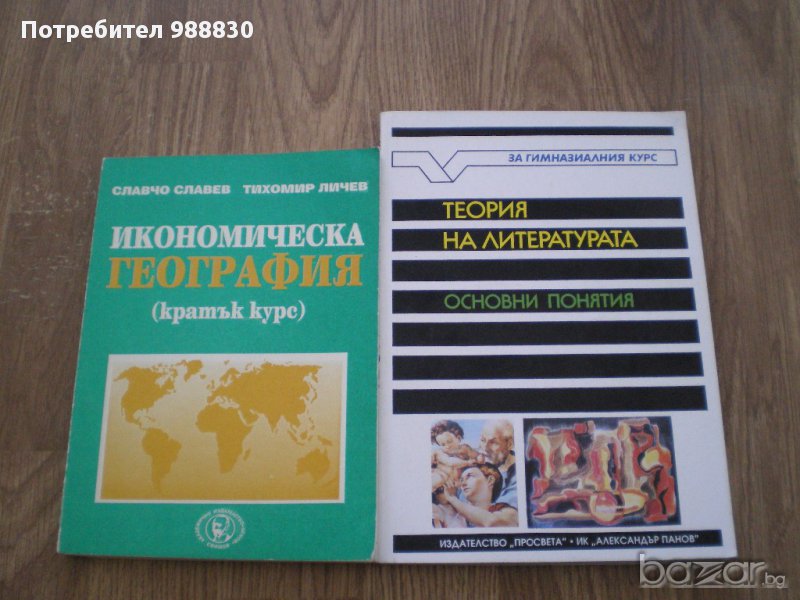 Потребител 988830
СЛАВЧО СЛАВЕВ ТИХОМИР ЛИЧЕВ
ИКОНОМИЧЕСКА
ГЕОГРАФИЯ
(кратък курс)
ЗА ГИМНАЗИАЛНИЯ КУРС
ТЕОРИЯ
НА ЛИТЕРАТУРАТА
ОСНОВНИ ПОНЯТИЯ
ИЗДАТЕЛСТВО „ПРОСВЕТА“ • ИК „АЛЕКСАНДЪР ПАНОВ“
bazar.bg